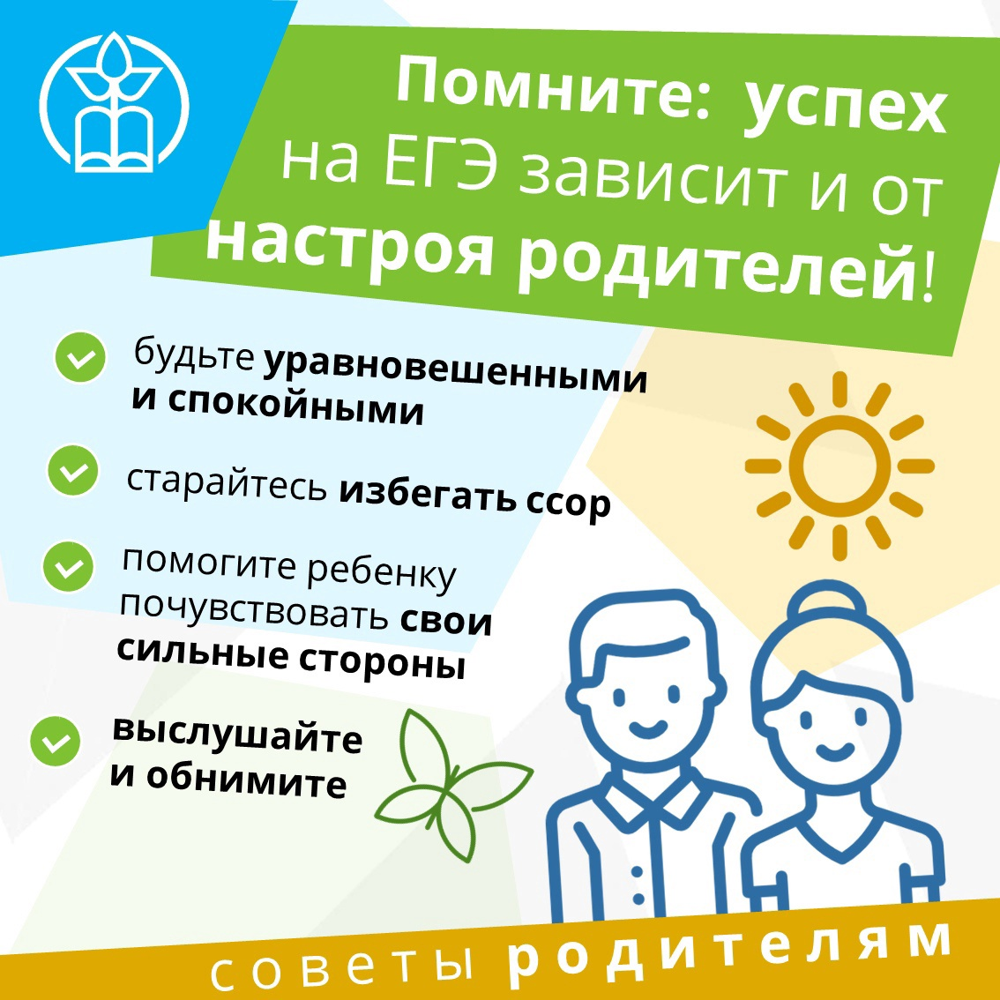 Помните: успех
на ЕГЭ зависит и от
настроя родителей!
будьте уравновешенными
и спокойными
старайтесь избегать ссор
помогите ребенку
почувствовать свои
сильные стороны
выслушайте
и обнимите
советы родителям